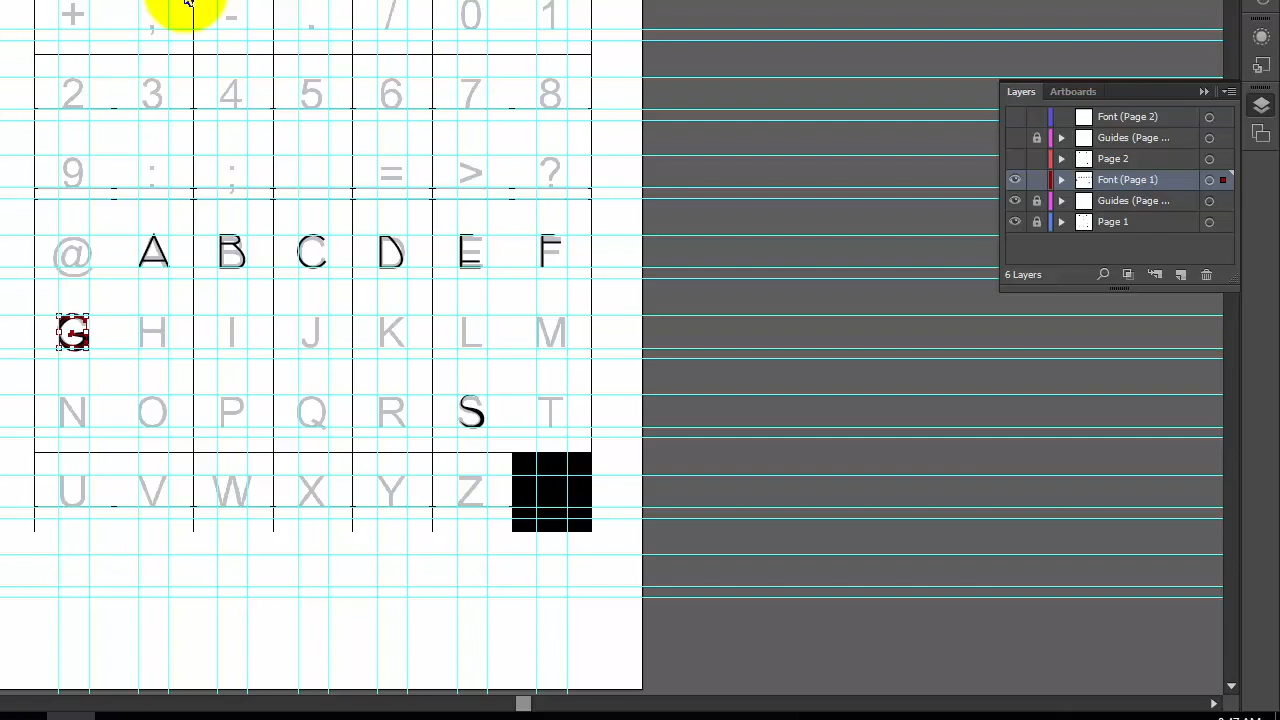 + , - . / 0 1
2 3 4 5 6 7 8
9 : ; = > ?
@ A B C D E F
G H I J K L M
N O P Q R S T
U V W X Y Z
Layers Artboards
Font (Page 2)
Guides (Page ...
Page 2
Font (Page 1)
Guides (Page ...
Page 1
6 Layers